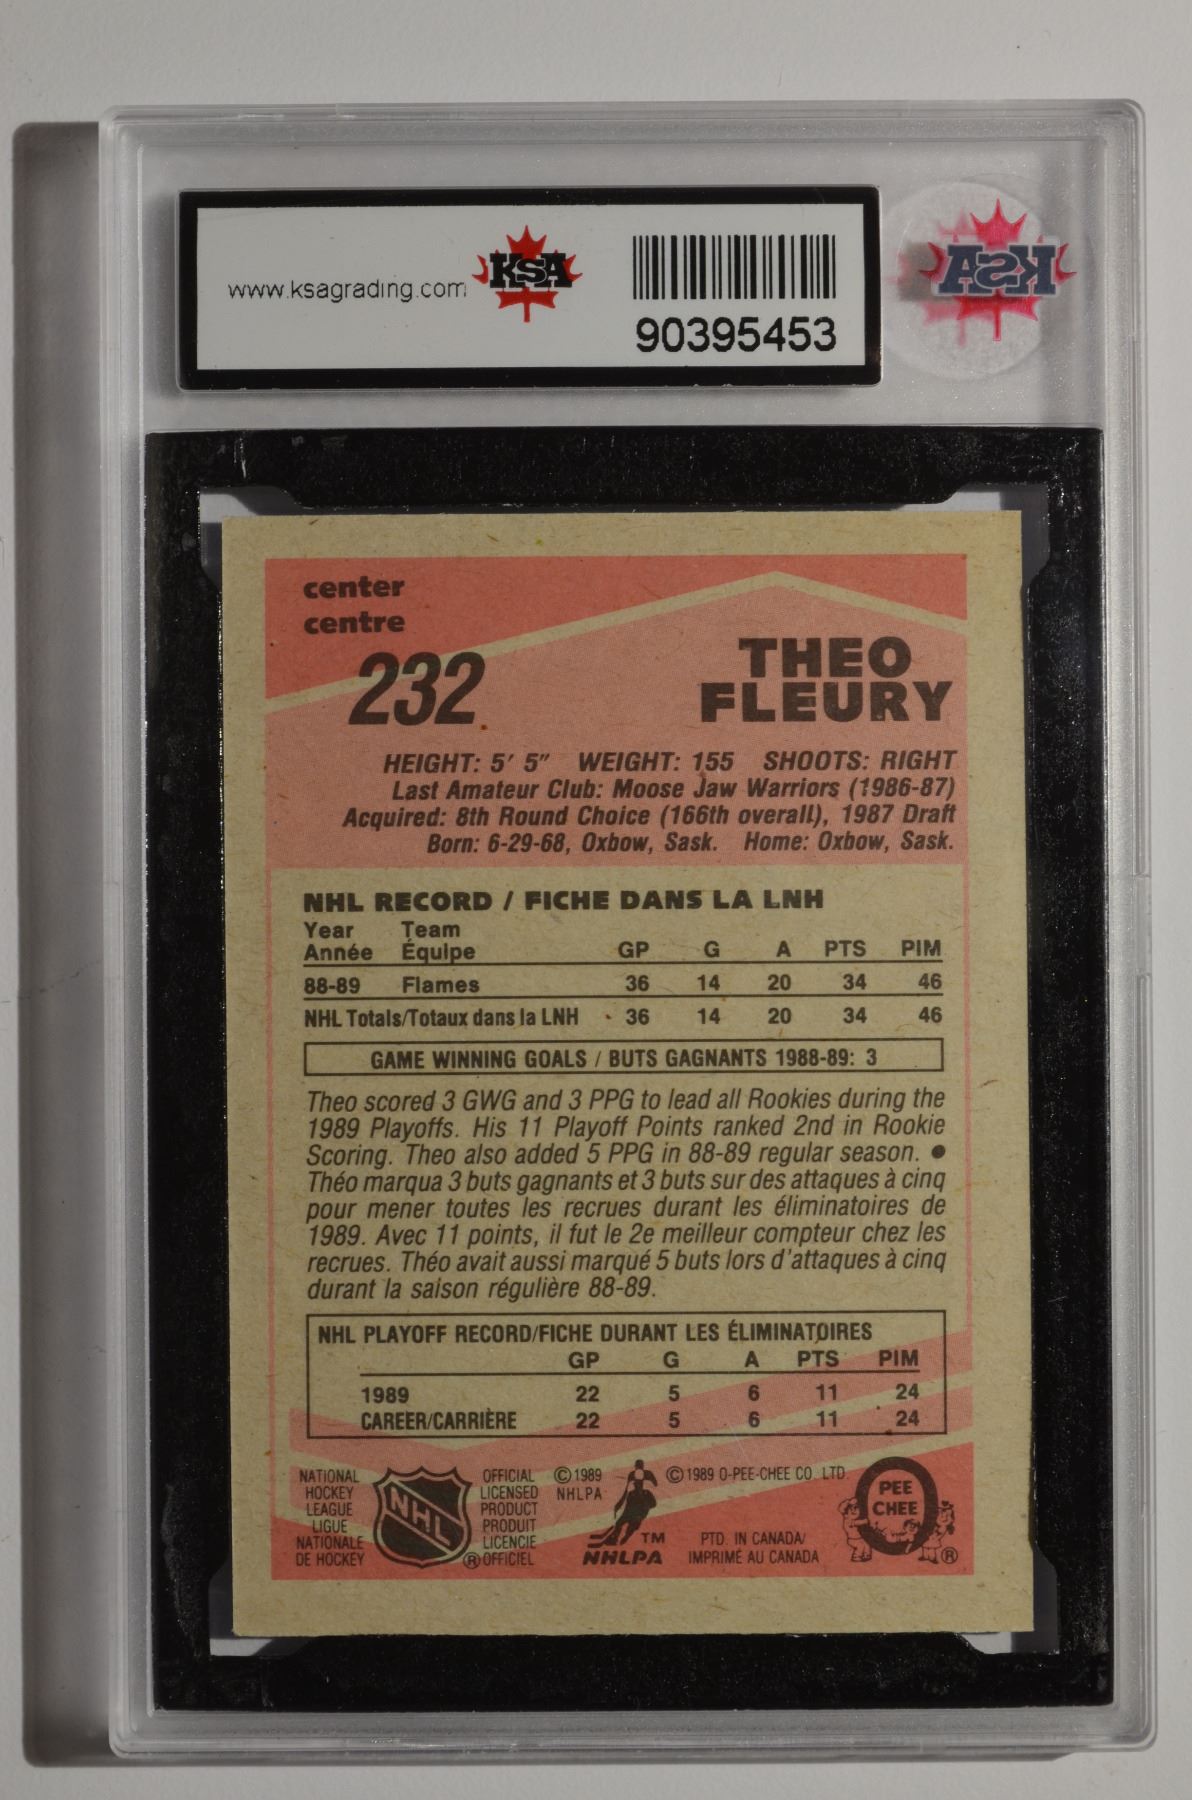 www.ksagrading.com
KSA
90395453
KSA
center
centre
232
THEO
FLEURY
HEIGHT: 5' 5" WEIGHT: 155 SHOOTS: RIGHT
Last Amateur Club: Moose Jaw Warriors (1986-87)
Acquired: 8th Round Choice (166th overall), 1987 Draft
Born: 6-29-68, Oxbow, Sask. Home: Oxbow, Sask.
NHL RECORD / FICHE DANS LA LNH
Year Team
Année Équipe GP G A PTS PIM
88-89 Flames 36 14 20 34 46
NHL Totals/Totaux dans la LNH 36 14 20 34 46
GAME WINNING GOALS / BUTS GAGNANTS 1988-89: 3
Theo scored 3 GWG and 3 PPG to lead all Rookies during the
1989 Playoffs. His 11 Playoff Points ranked 2nd in Rookie
Scoring. Theo also added 5 PPG in 88-89 regular season. ●
Théo marqua 3 buts gagnants et 3 buts sur des attaques à cinq
pour mener toutes les recrues durant les éliminatoires de
1989. Avec 11 points, il fut le 2e meilleur compteur chez les
recrues. Théo avait aussi marqué 5 buts lors d'attaques à cinq
durant la saison régulière 88-89.
NHL PLAYOFF RECORD/FICHE DURANT LES ÉLIMINATOIRES
GP G A PTS PIM
1989 22 5 6 11 24
CAREER/CARRIÈRE 22 5 6 11 24
NATIONAL
HOCKEY
LEAGUE
LIGUE
NATIONALE
DE HOCKEY
NHL
®
OFFICIAL
LICENSED
PRODUCT
PRODUIT
LICENCIE
OFFICIEL
© 1989
NHLPA
TM
NHLPA
© 1989 O-PEE-CHEE CO. LTD.
PTD. IN CANADA/
IMPRIMÉ AU CANADA
O
PEE
CHEE
®